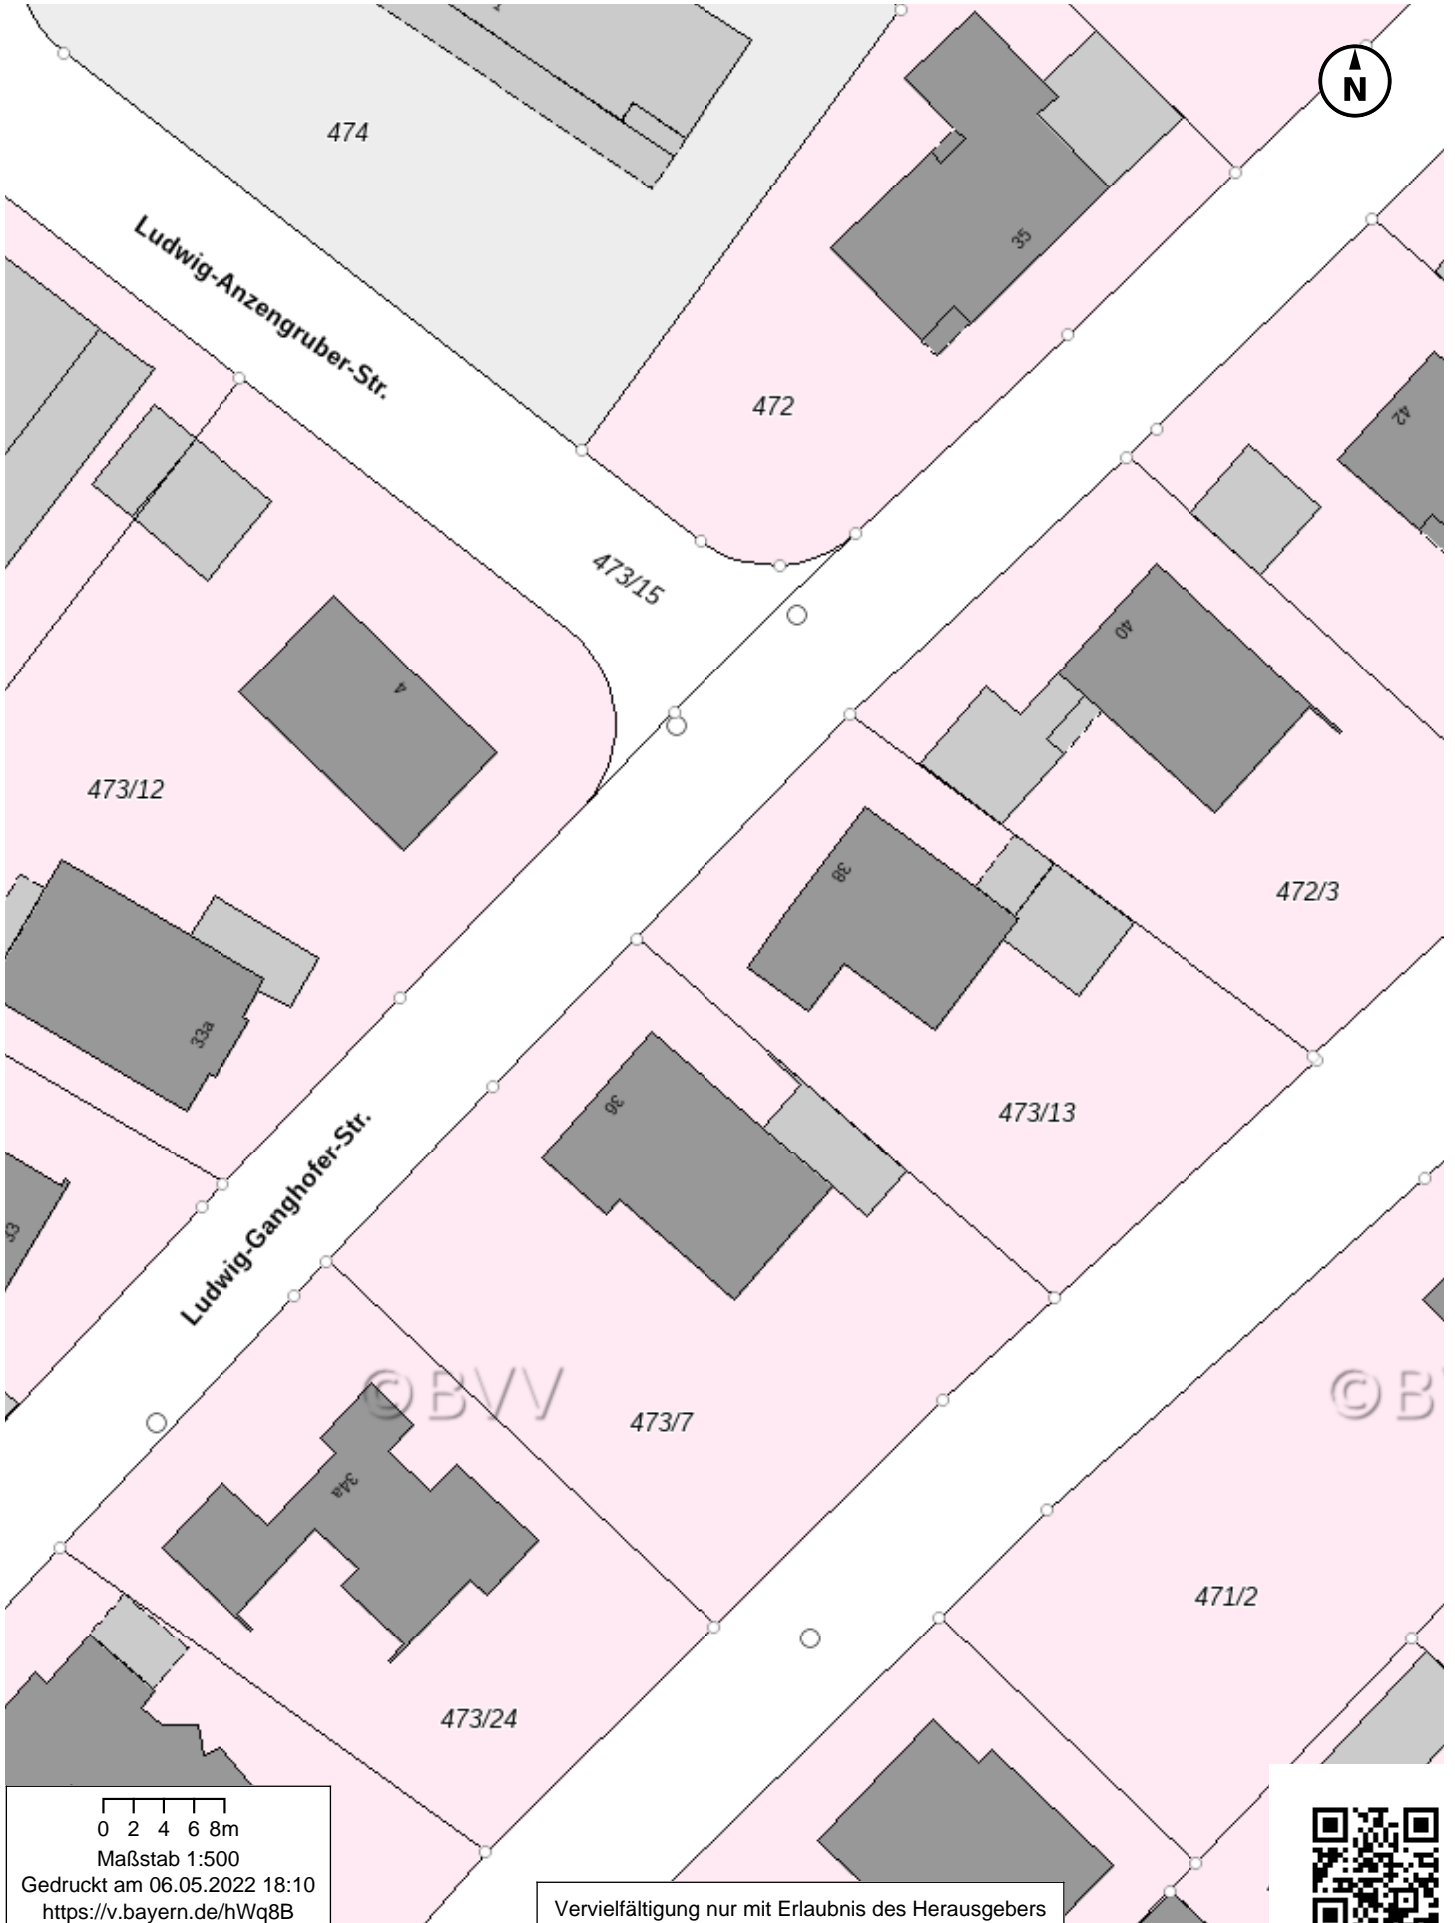 N
474
Ludwig-Anzengruber-Str.
35
472
42
473/15
40
4
473/12
38
472/3
33a
36
473/13
Ludwig-Ganghofer-Str.
33
©BVV
©B
473/7
34a
471/2
473/24
0 2 4 6 8m
Maßstab 1:500
Gedruckt am 06.05.2022 18:10
https://v.bayern.de/hWq8B
Vervielfältigung nur mit Erlaubnis des Herausgebers